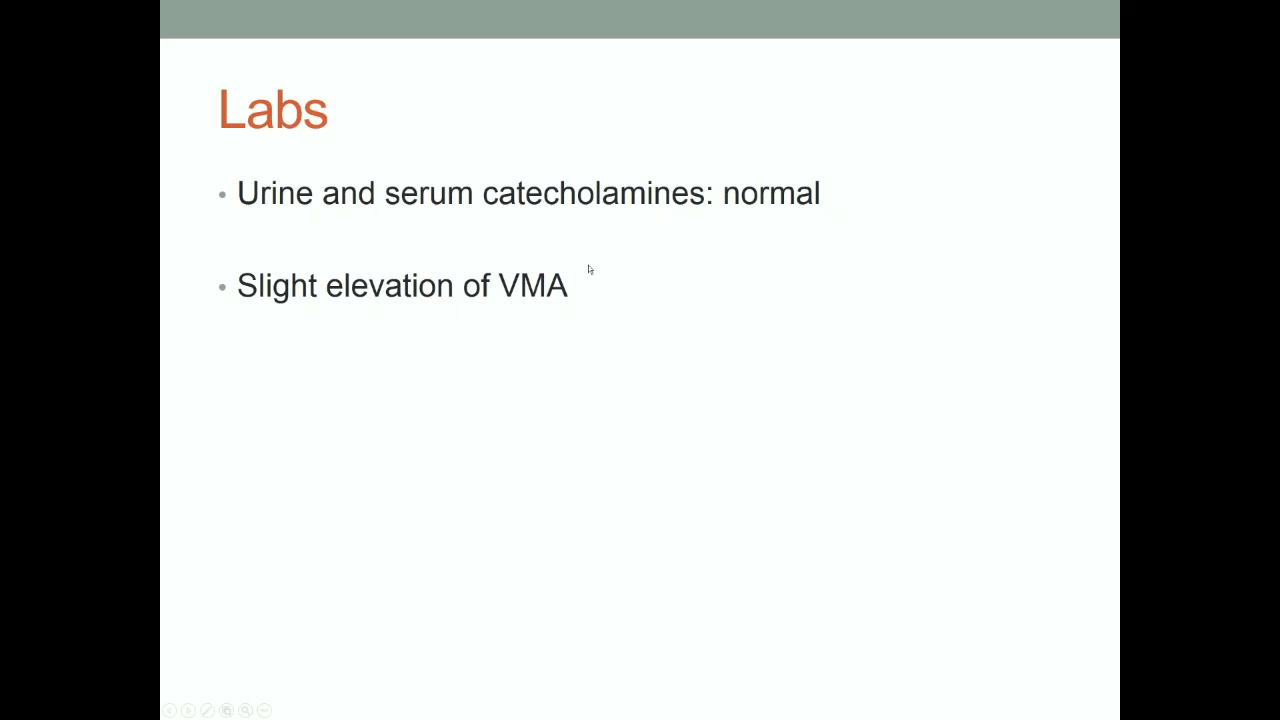 Labs
• Urine and serum catecholamines: normal
• Slight elevation of VMA